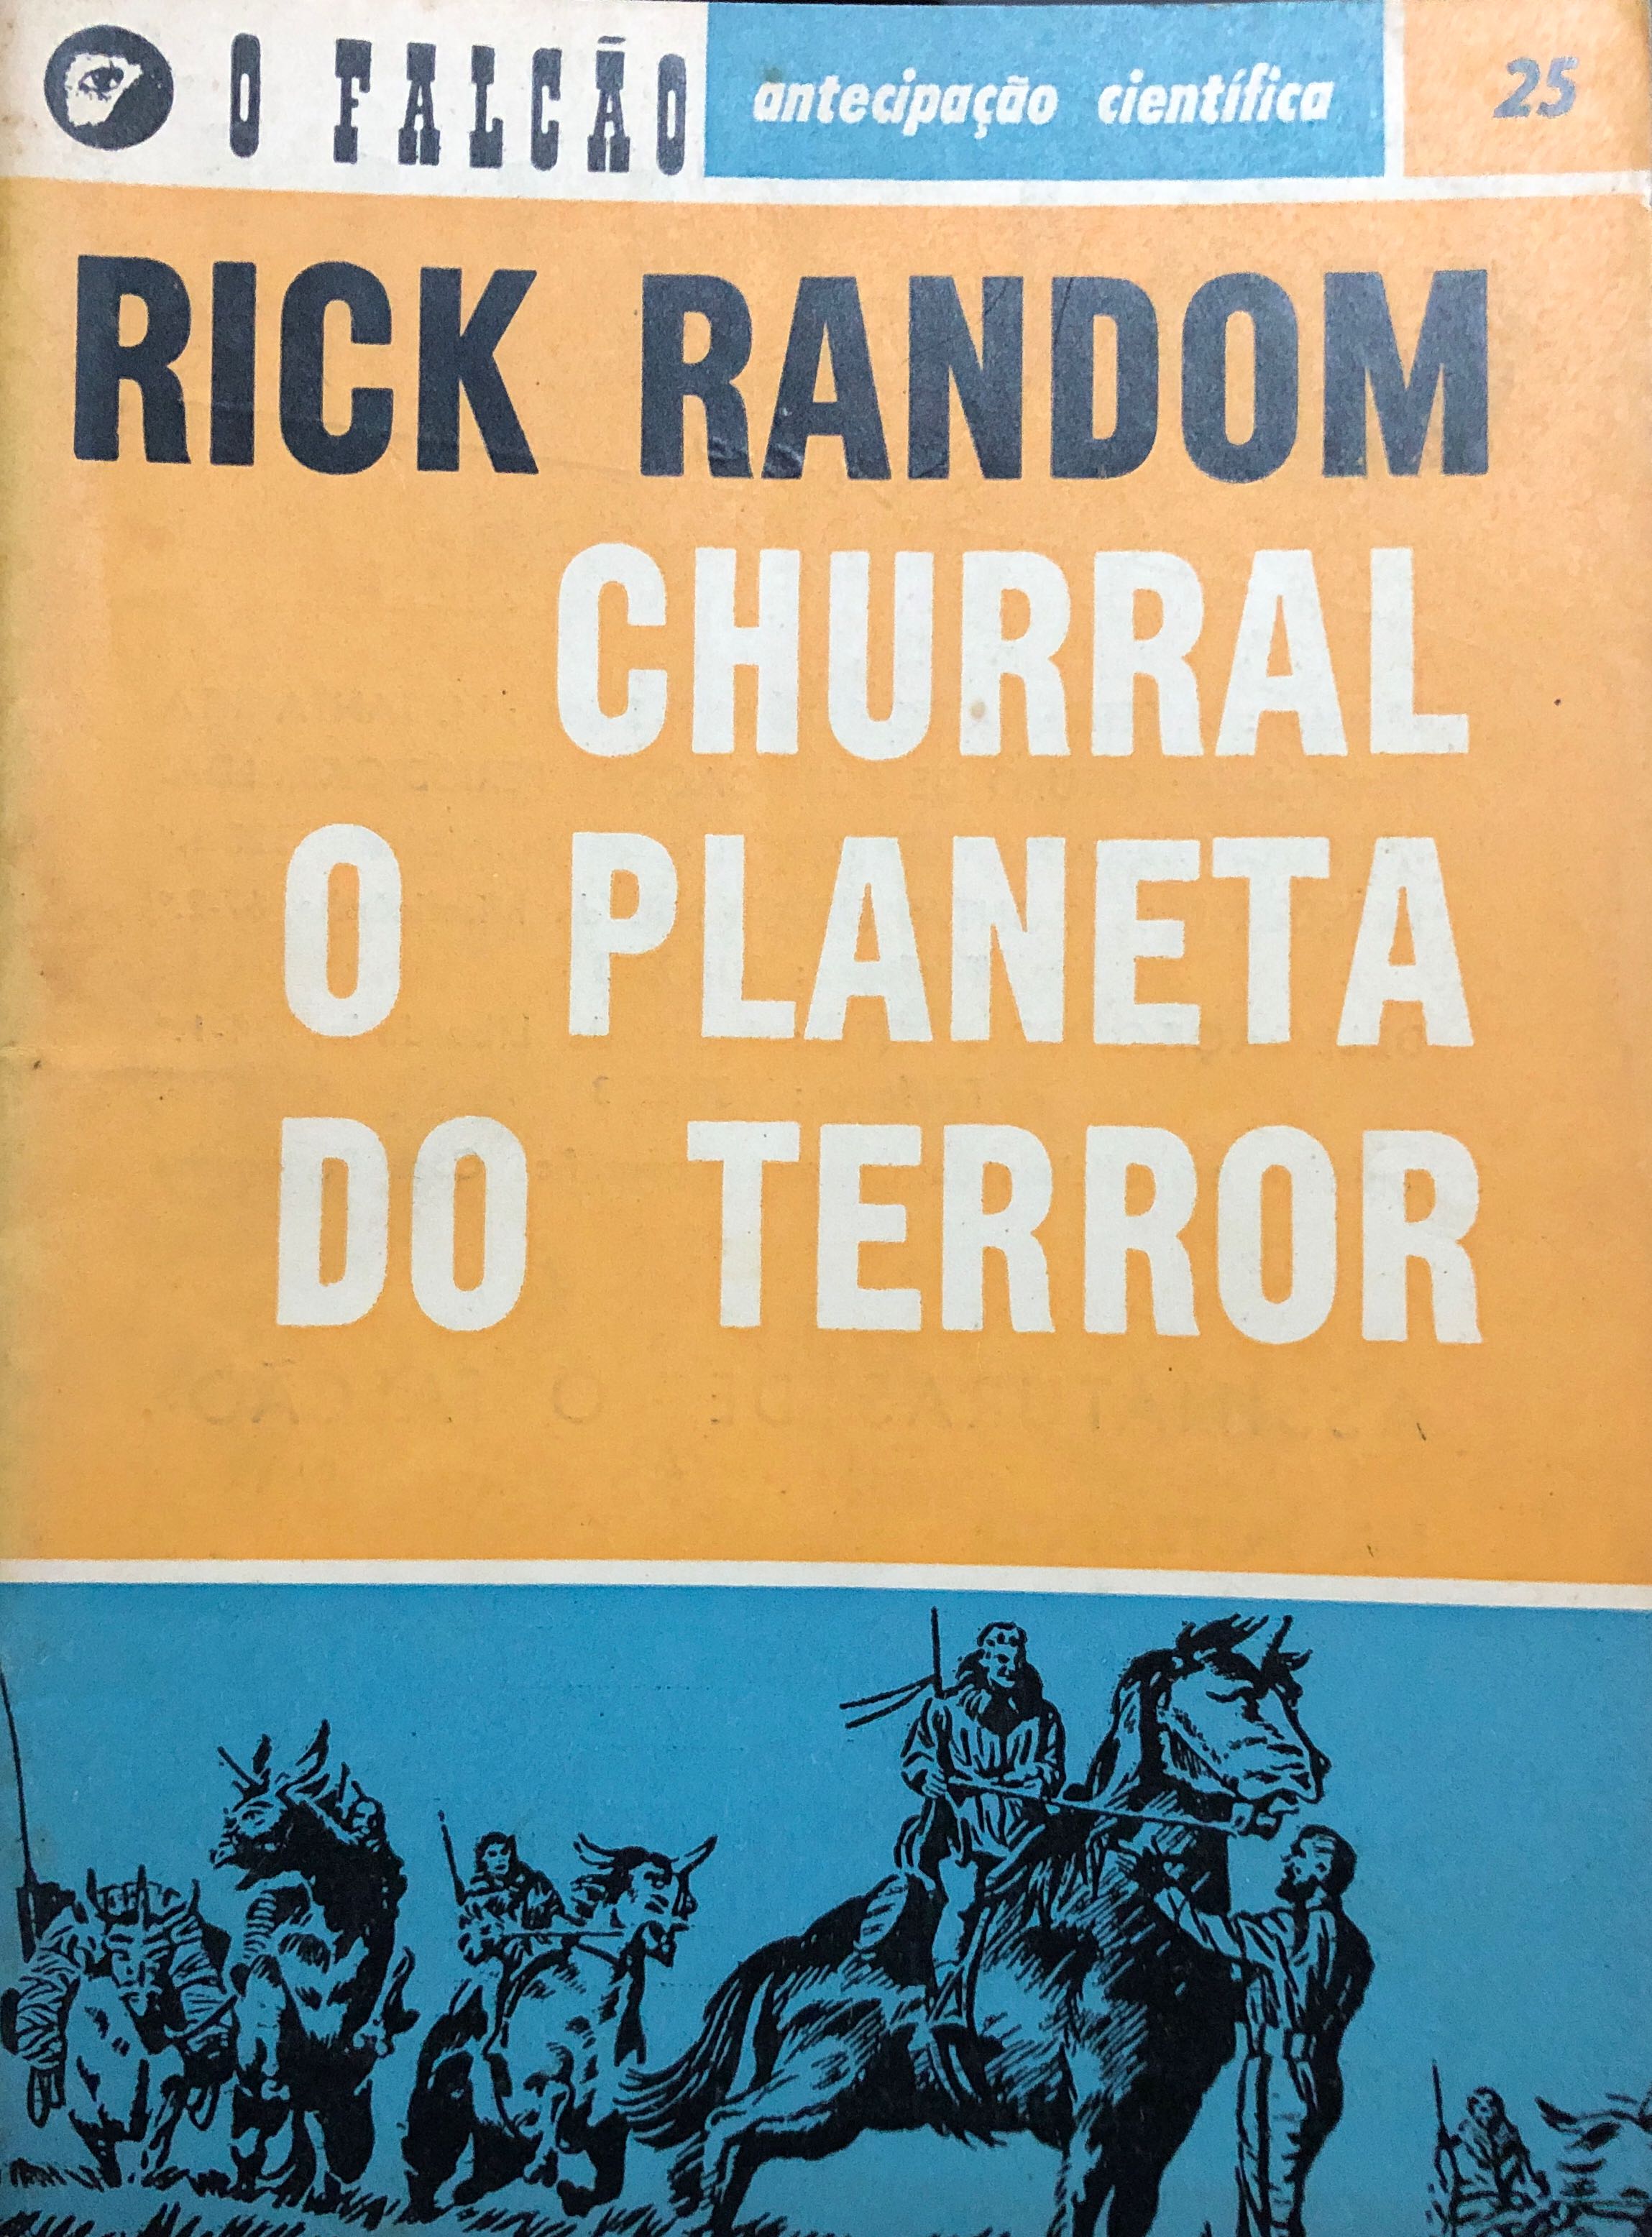 O FALCÃO antecipação científica 25
RICK RANDOM
CHURRAL
O PLANETA
DO TERROR